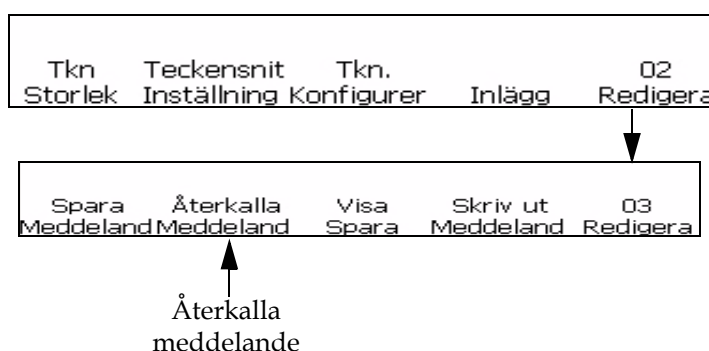 Tkn Teckensnit Tkn. 02
Storlek Inställning Konfigurer Inlägg Redigera
Spara Återkalla Visa Skriv ut 03
Meddeland Meddeland Spara Meddeland Redigera
Återkalla
meddelande